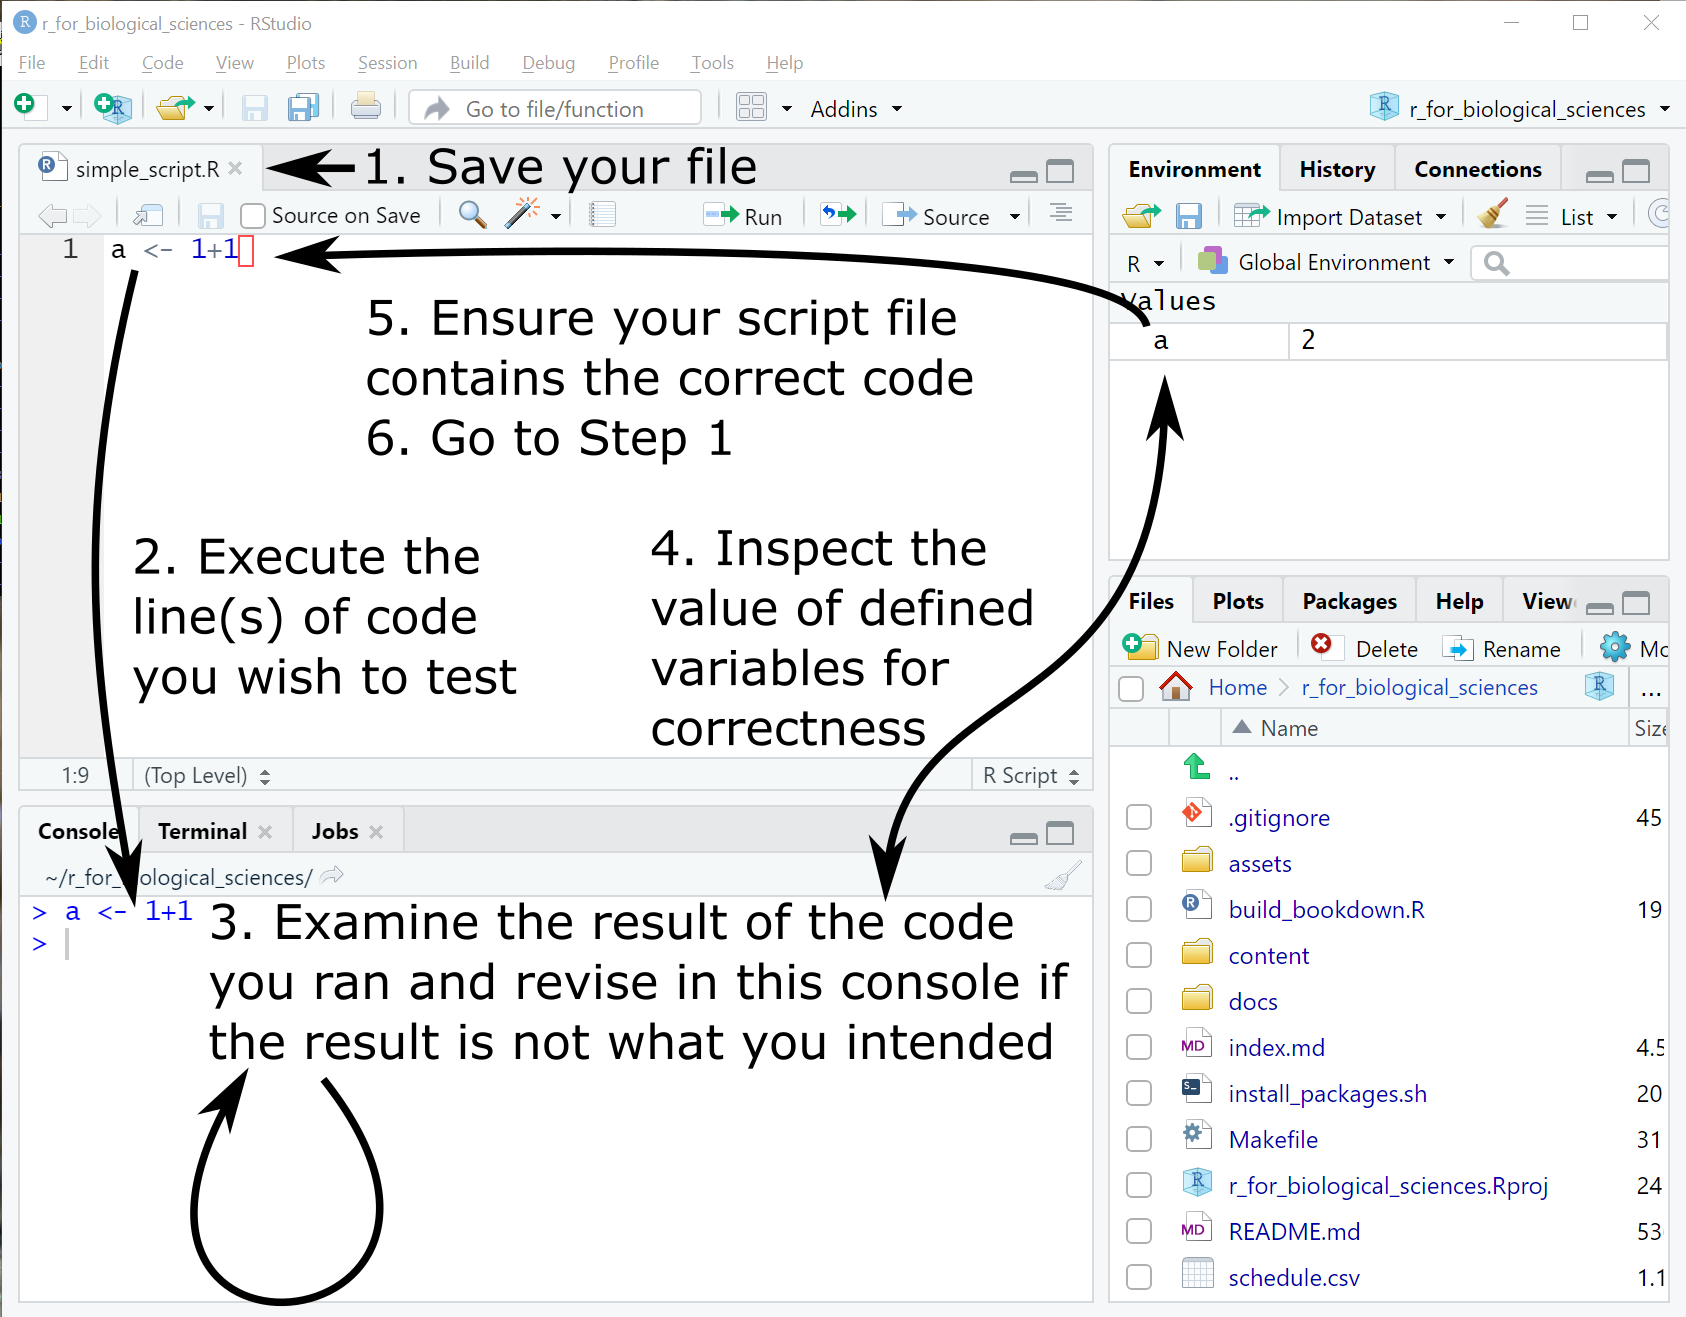 r_for_biological_sciences - RStudio
File Edit Code View Plots Session Build Debug Profile Tools Help
Go to file/function Addins r_for_biological_sciences
simple_script.R
1. Save your file
Source on Save Run Source
1 a <- 1+1
5. Ensure your script file
contains the correct code
6. Go to Step 1
2. Execute the
line(s) of code
you wish to test
4. Inspect the
value of defined
variables for
correctness
1:9 (Top Level) R Script
Console Terminal Jobs
~/r_for_biological_sciences/
> a <- 1+1
>
3. Examine the result of the code
you ran and revise in this console if
the result is not what you intended
Environment History Connections
Import Dataset List
R Global Environment
Values
a 2
Files Plots Packages Help View
New Folder Delete Rename Mo
Home r_for_biological_sciences ...
Name Size
..
.gitignore 45
assets
build_bookdown.R 19
content
docs
MD index.md 4.5
install_packages.sh 20
Makefile 31
r_for_biological_sciences.Rproj 24
MD README.md 53
schedule.csv 1.1